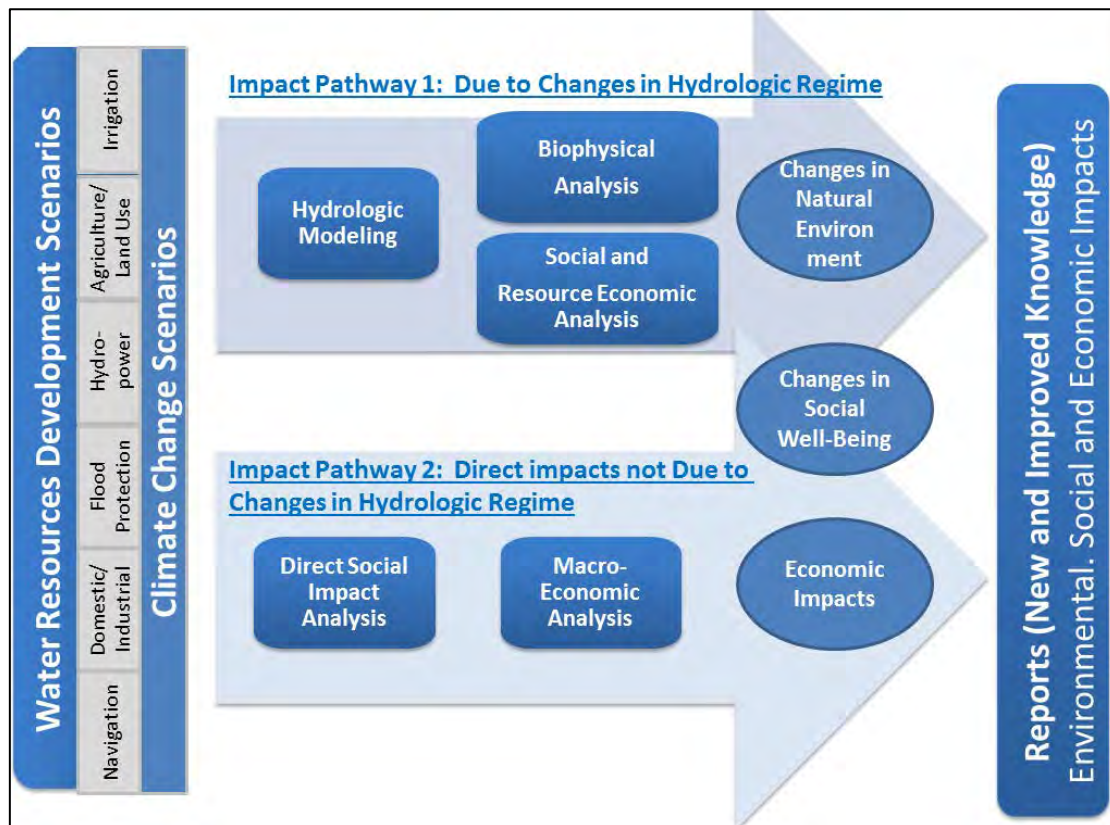 Water Resources Development Scenarios
Irrigation
Agriculture/
Land Use
Hydro-
power
Flood
Protection
Domestic/
Industrial
Navigation
Climate Change Scenarios
Impact Pathway 1: Due to Changes in Hydrologic Regime
Hydrologic
Modeling
Biophysical
Analysis
Social and
Resource Economic
Analysis
Changes in
Natural
Environ
ment
Changes in
Social
Well-Being
Impact Pathway 2: Direct impacts not Due to
Changes in Hydrologic Regime
Direct Social
Impact
Analysis
Macro-
Economic
Analysis
Economic
Impacts
Reports (New and Improved Knowledge)
Environmental. Social and Economic Impacts